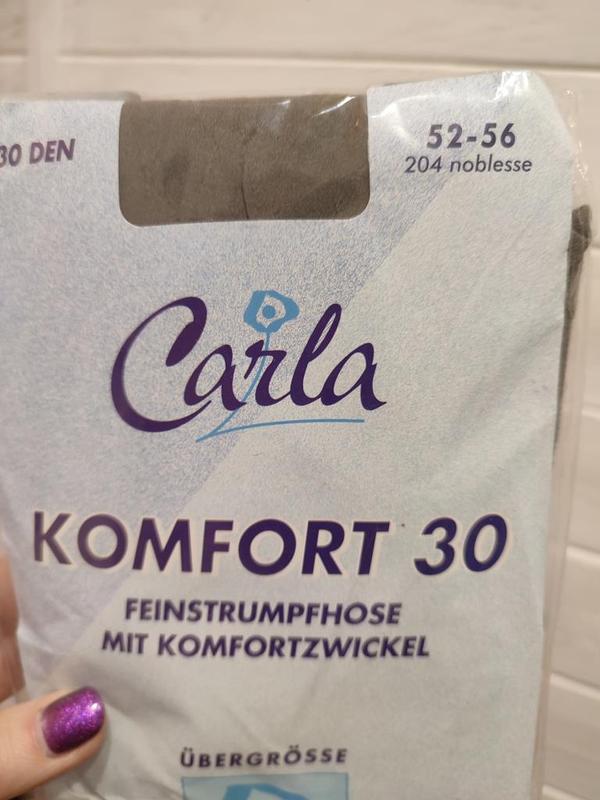 30 DEN
52-56
204 noblesse
Carla
KOMFORT 30
FEINSTRUMPFHOSE
MIT KOMFORTZWICKEL
ÜBERGRÖSSE